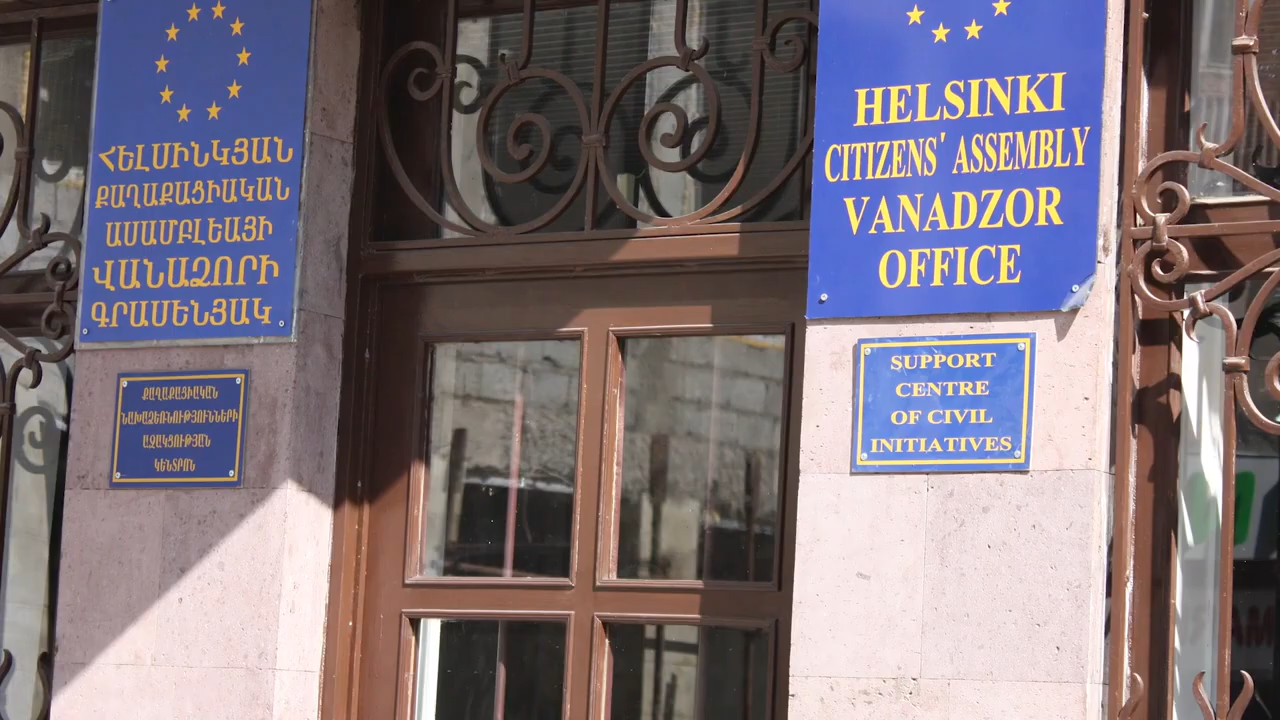 ՀԵԼՍԻՆԿՅԱՆ
ՔԱՂԱՔԱՑԻԱԿԱՆ
ԱՍԱՄԲԼԵԱՅԻ
ՎԱՆԱՁՈՐԻ
ԳՐԱՍԵՆՅԱԿ
ՔԱՂԱՔԱՑԻԱԿԱՆ
ՆԱԽԱՁԵՌՆՈՒԹՅՈՒՆՆԵՐԻ
ԱՋԱԿՑՈՒԹՅԱՆ
ԿԵՆՏՐՈՆ
HELSINKI
CITIZENS' ASSEMBLY
VANADZOR
OFFICE
SUPPORT
CENTRE
OF CIVIL
INITIATIVES